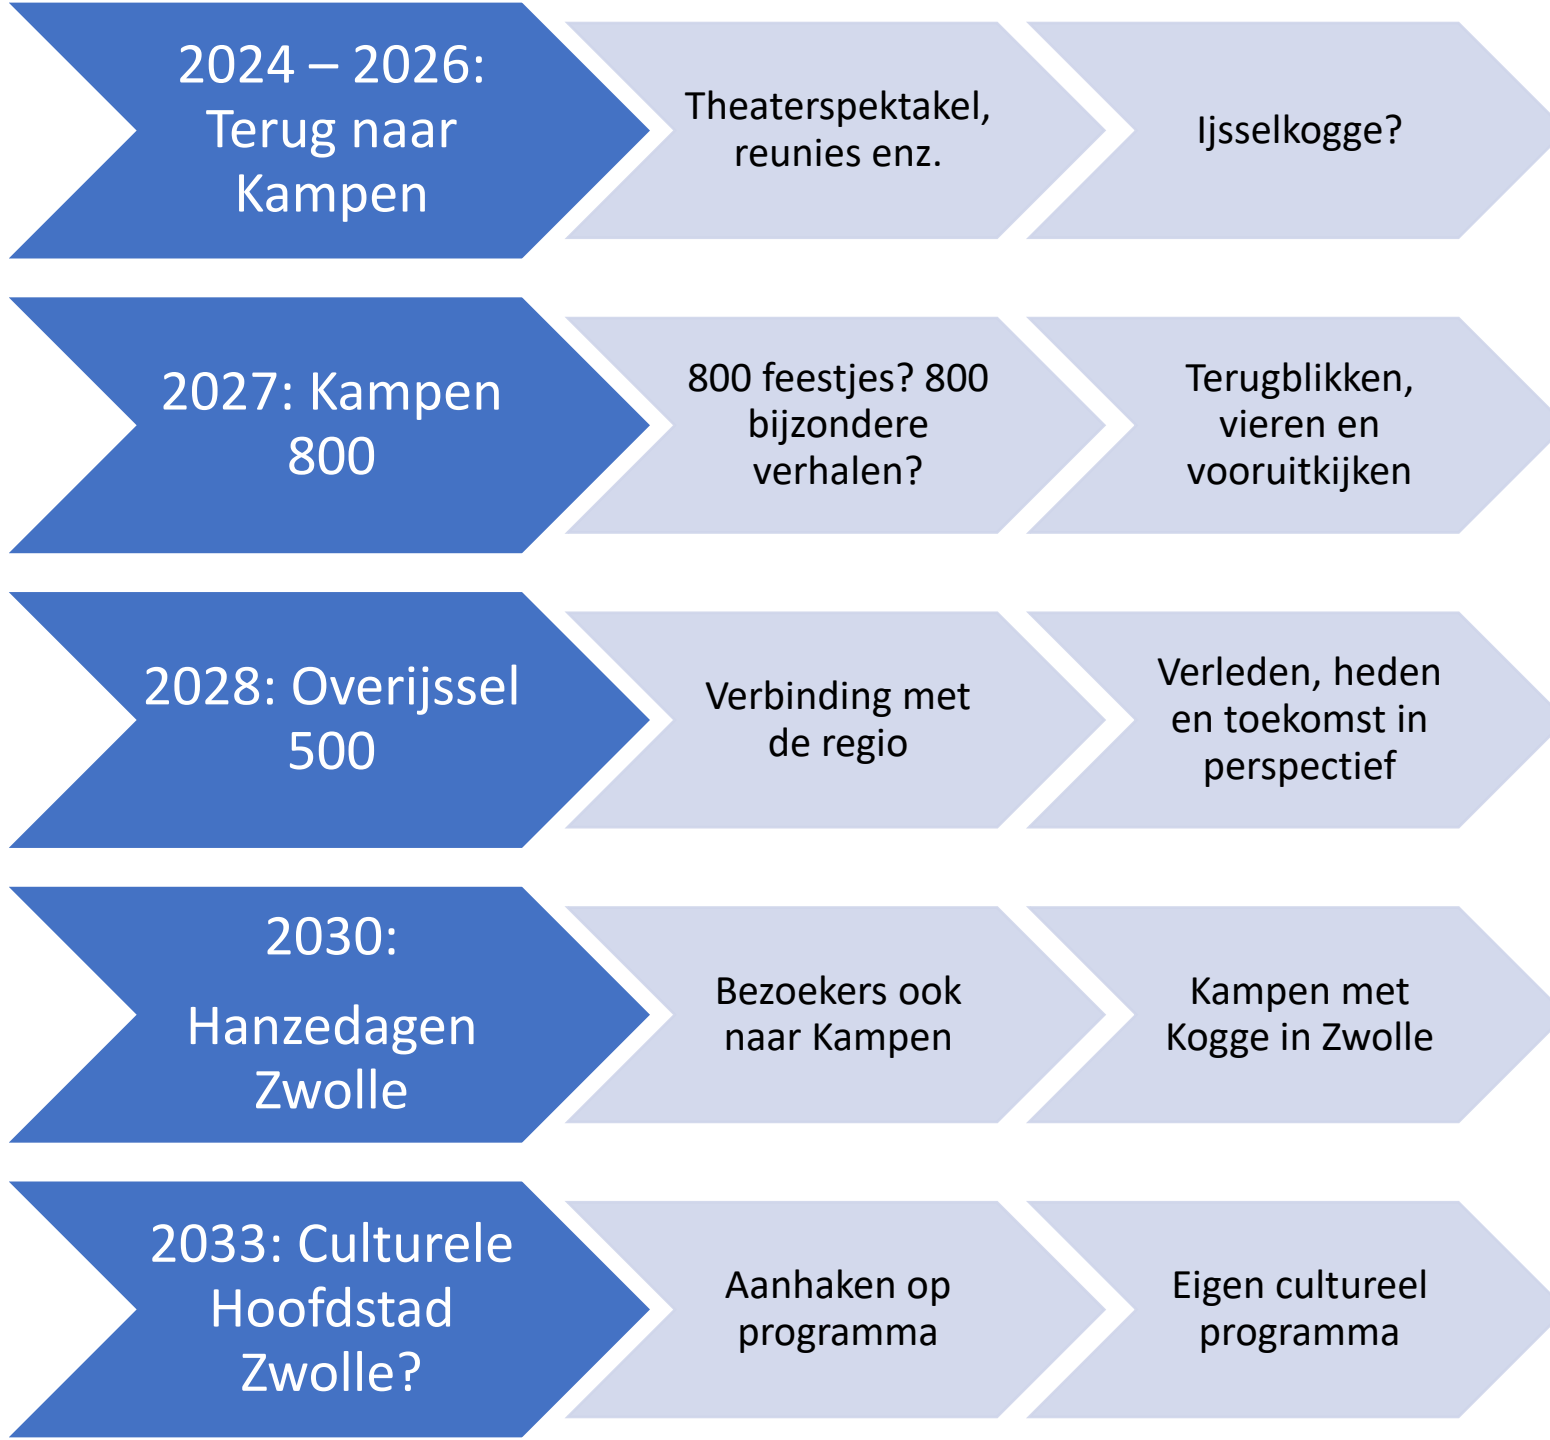 2024 – 2026:
Terug naar
Kampen
Theaterspektakel,
reunies enz.
Ijsselkogge?
2027: Kampen
800
800 feestjes? 800
bijzondere
verhalen?
Terugblikken,
vieren en
vooruitkijken
2028: Overijssel
500
Verbinding met
de regio
Verleden, heden
en toekomst in
perspectief
2030:
Hanzedagen
Zwolle
Bezoekers ook
naar Kampen
Kampen met
Kogge in Zwolle
2033: Culturele
Hoofdstad
Zwolle?
Aanhaken op
programma
Eigen cultureel
programma